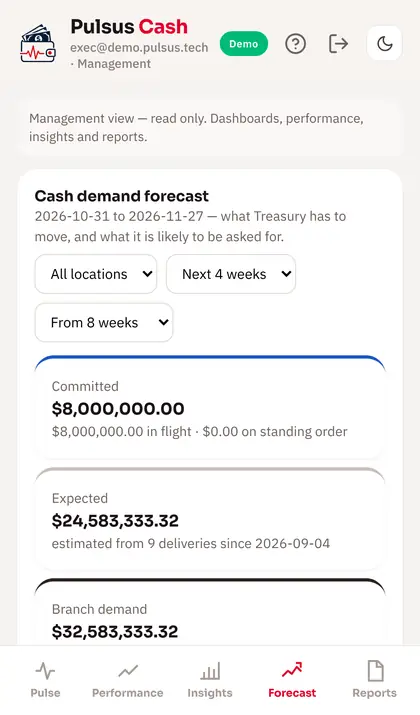 Pulsus Cash
exec@demo.pulsus.tech
· Management
Demo
Management view — read only. Dashboards, performance,
insights and reports.
Cash demand forecast
2026-10-31 to 2026-11-27 — what Treasury has to
move, and what it is likely to be asked for.
All locations
Next 4 weeks
From 8 weeks
Committed
$8,000,000.00
$8,000,000.00 in flight · $0.00 on standing order
Expected
$24,583,333.32
estimated from 9 deliveries since 2026-09-04
Branch demand
$32,583,333.32
Pulse
Performance
Insights
Forecast
Reports